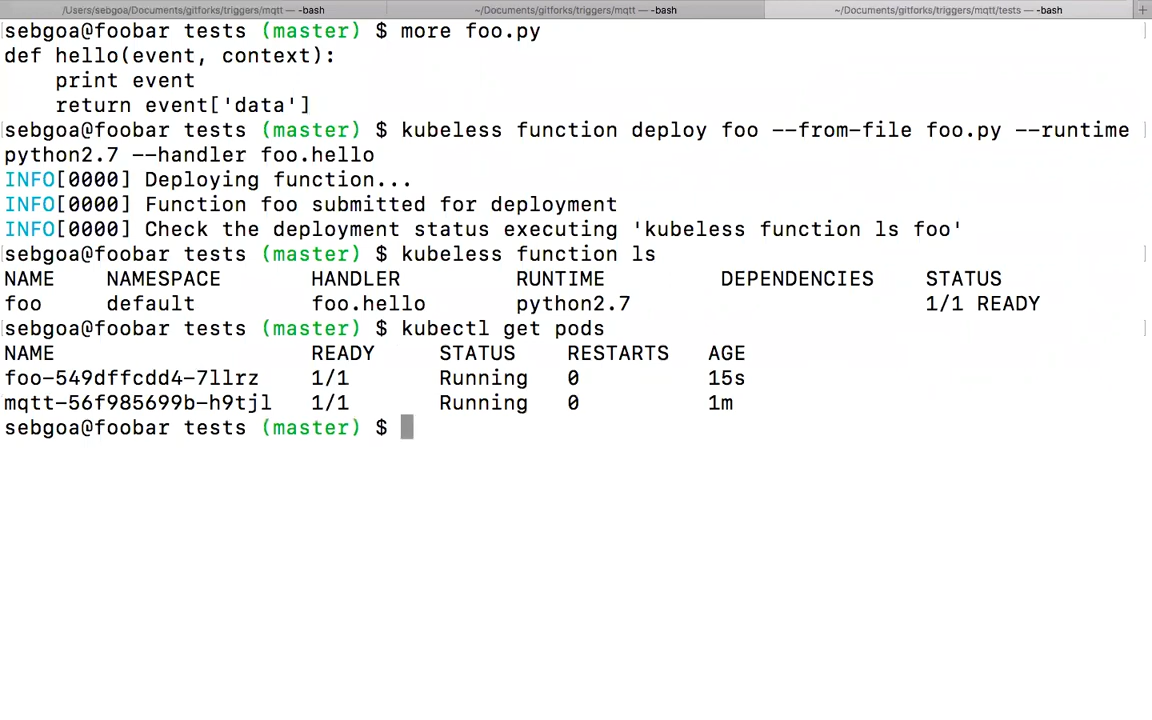 /Users/sebgoa/Documents/gitforks/triggers/mqtt — -bash
~/Documents/gitforks/triggers/mqtt — -bash
~/Documents/gitforks/triggers/mqtt/tests — -bash
+
sebgoa@foobar tests (master) $ more foo.py
def hello(event, context):
    print event
    return event['data']
sebgoa@foobar tests (master) $ kubeless function deploy foo --from-file foo.py --runtime
python2.7 --handler foo.hello
INFO[0000] Deploying function...
INFO[0000] Function foo submitted for deployment
INFO[0000] Check the deployment status executing 'kubeless function ls foo'
sebgoa@foobar tests (master) $ kubeless function ls
NAME    NAMESPACE       HANDLER         RUNTIME         DEPENDENCIES    STATUS
foo     default         foo.hello       python2.7                       1/1 READY
sebgoa@foobar tests (master) $ kubectl get pods
NAME                    READY     STATUS    RESTARTS   AGE
foo-549dffcdd4-7llrz    1/1       Running   0          15s
mqtt-56f985699b-h9tjl   1/1       Running   0          1m
sebgoa@foobar tests (master) $